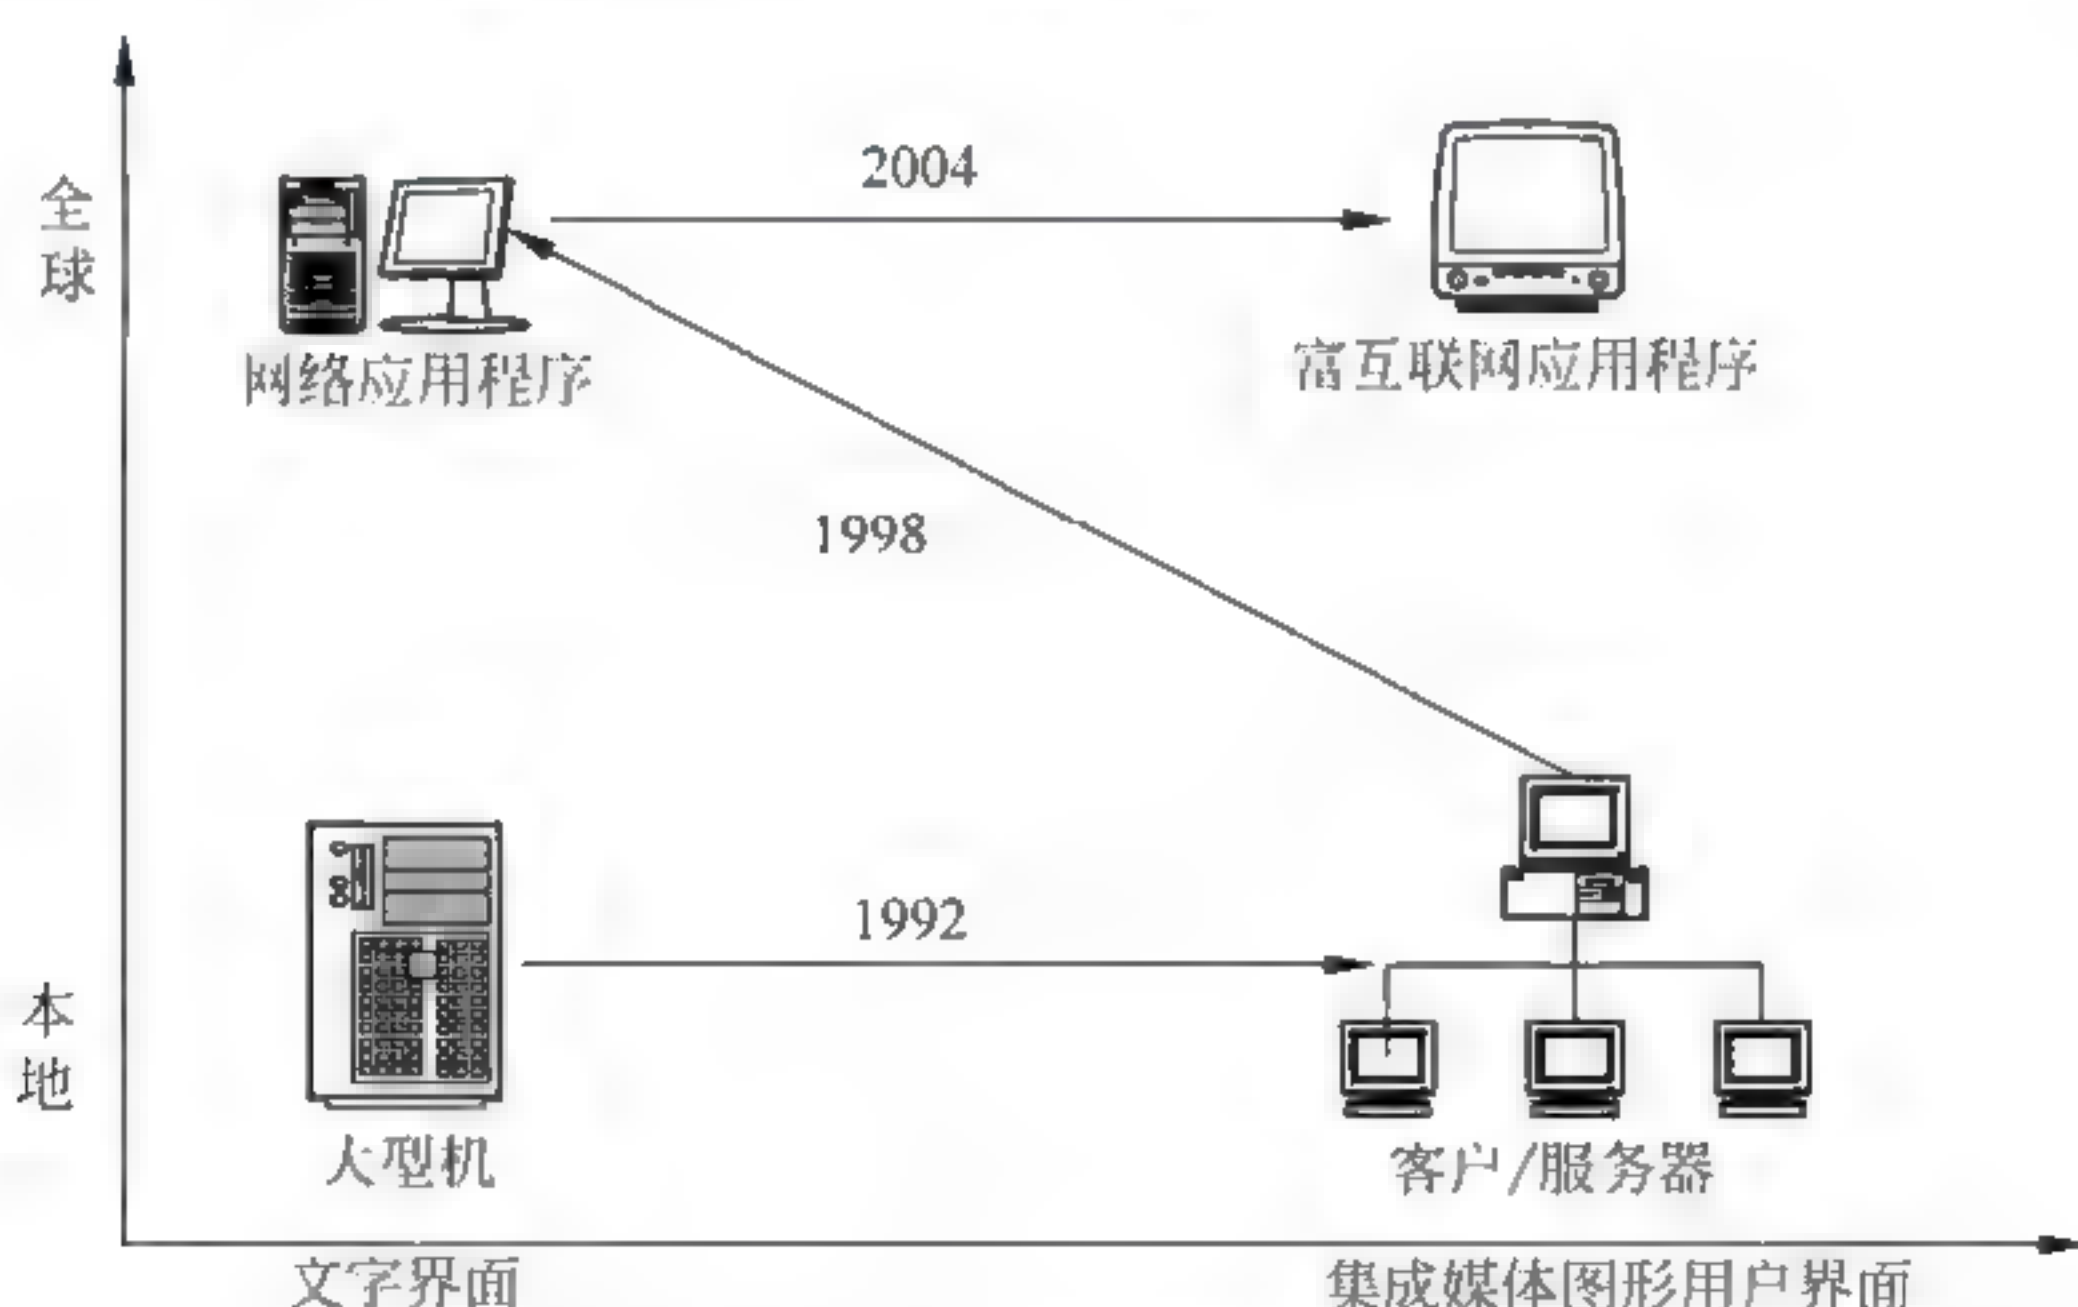 全球
2004
网络应用程序
富互联网应用程序
1998
1992
本地
大型机
客户/服务器
文字界面
集成媒体图形用户界面